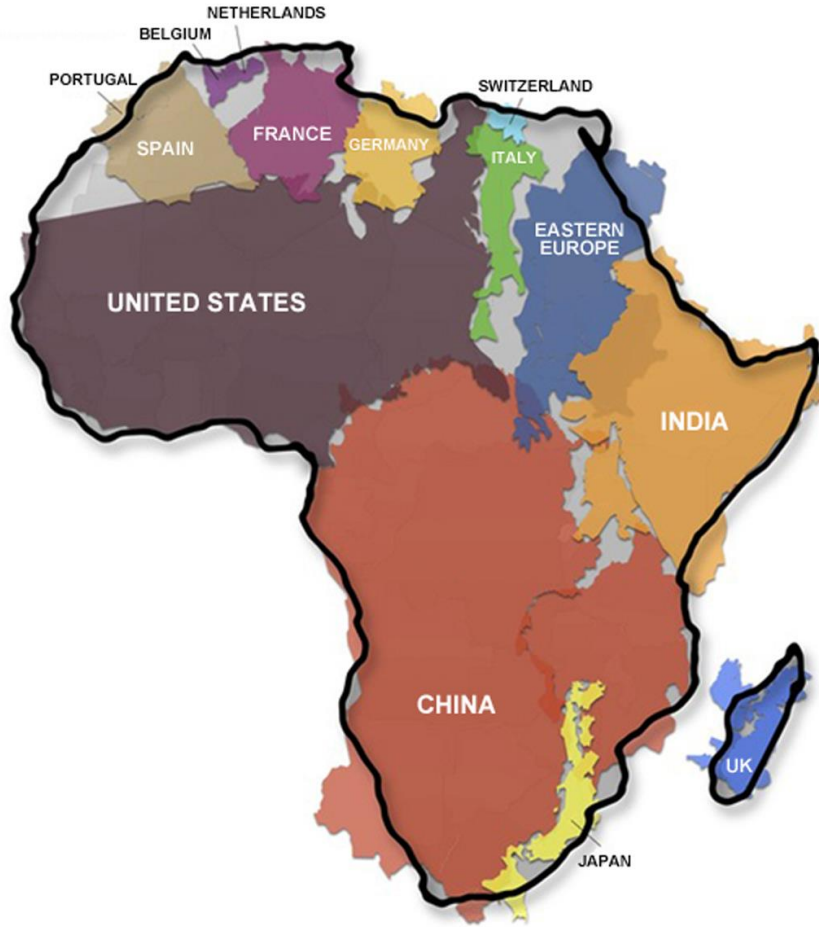 NETHERLANDS
BELGIUM
PORTUGAL
SWITZERLAND
SPAIN
FRANCE
GERMANY
ITALY
EASTERN
EUROPE
UNITED STATES
INDIA
CHINA
UK
JAPAN